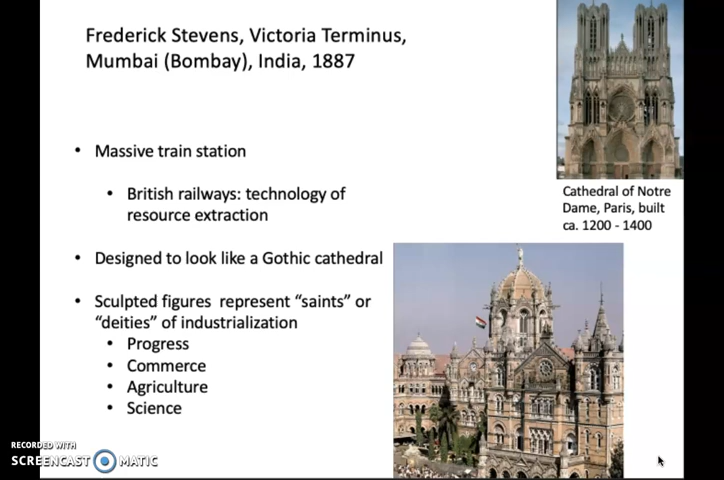 Frederick Stevens, Victoria Terminus,
Mumbai (Bombay), India, 1887
• Massive train station
• British railways: technology of
resource extraction
• Designed to look like a Gothic cathedral
• Sculpted figures represent “saints” or
“deities” of industrialization
• Progress
• Commerce
• Agriculture
• Science
Cathedral of Notre
Dame, Paris, built
ca. 1200 - 1400
RECORDED WITH
SCREENCAST MATIC